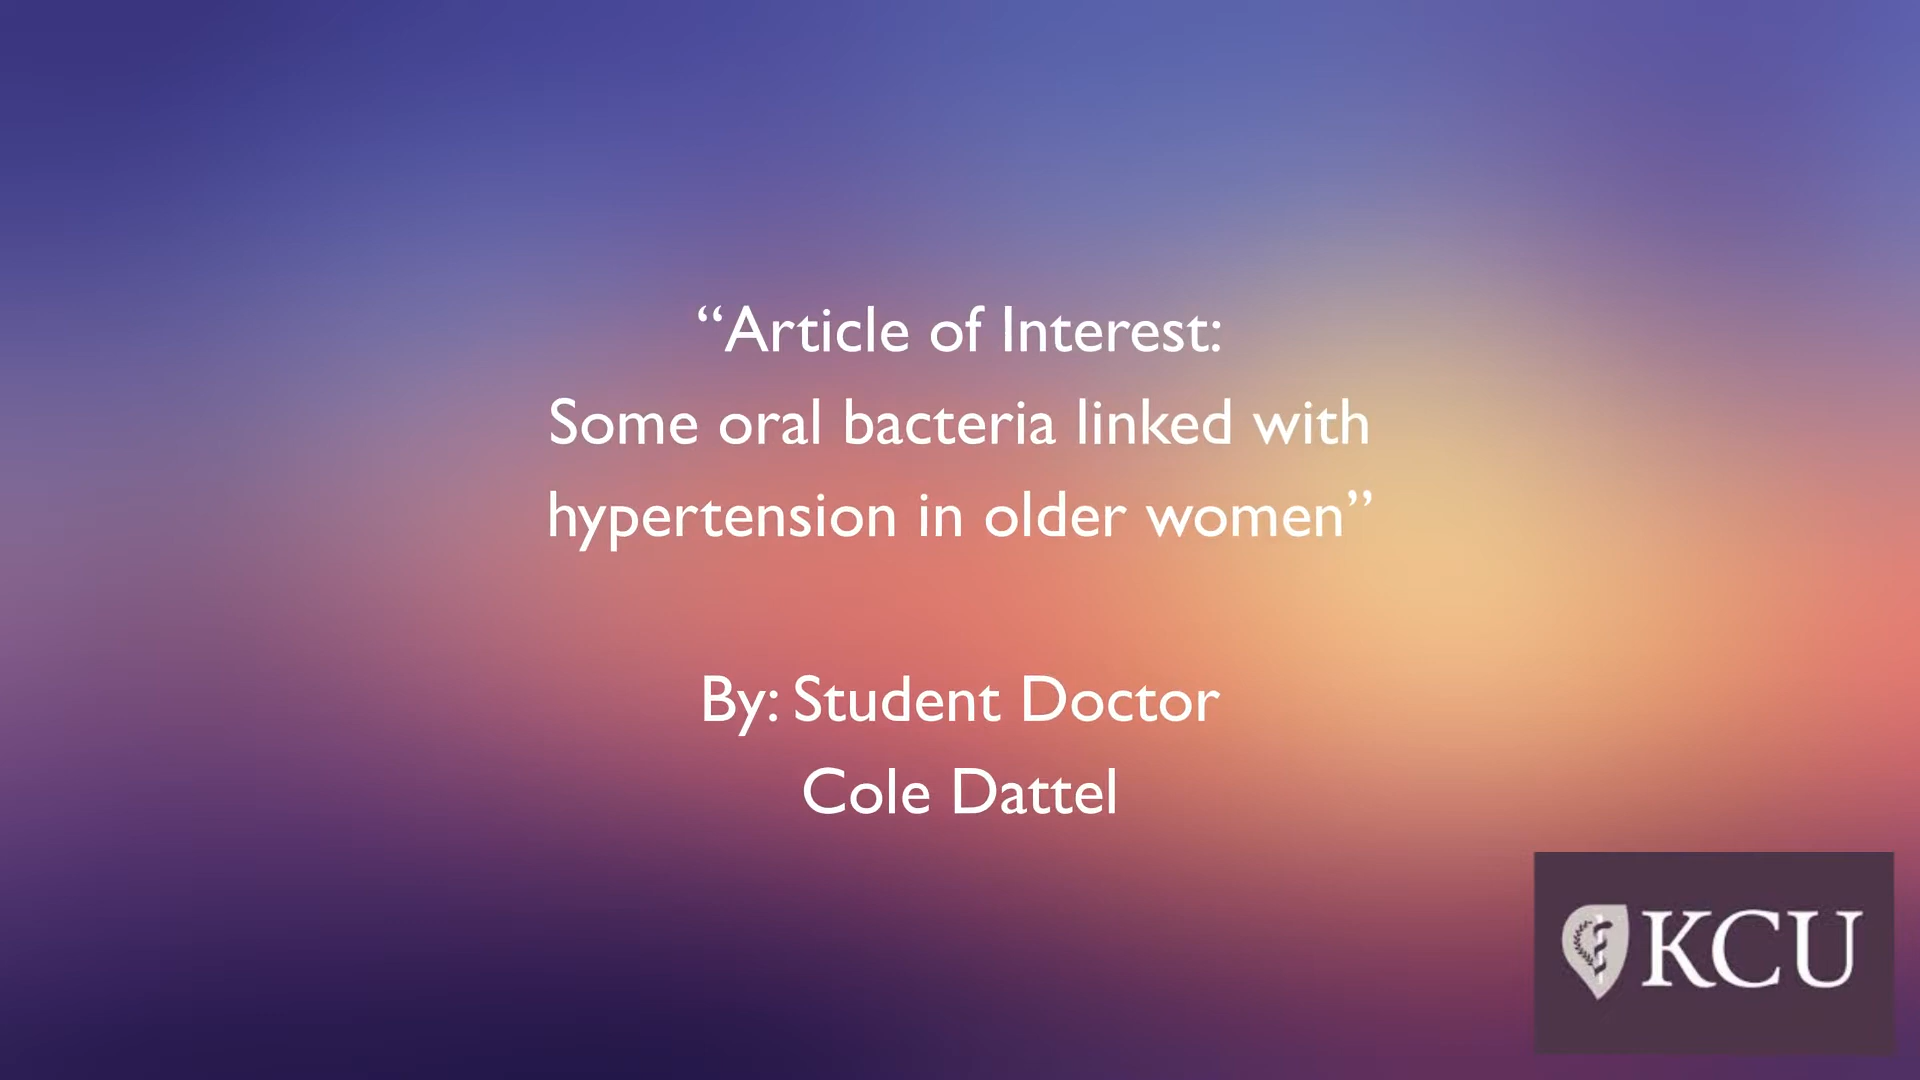 “Article of Interest:
Some oral bacteria linked with
hypertension in older women”
By: Student Doctor
Cole Dattel
KCU